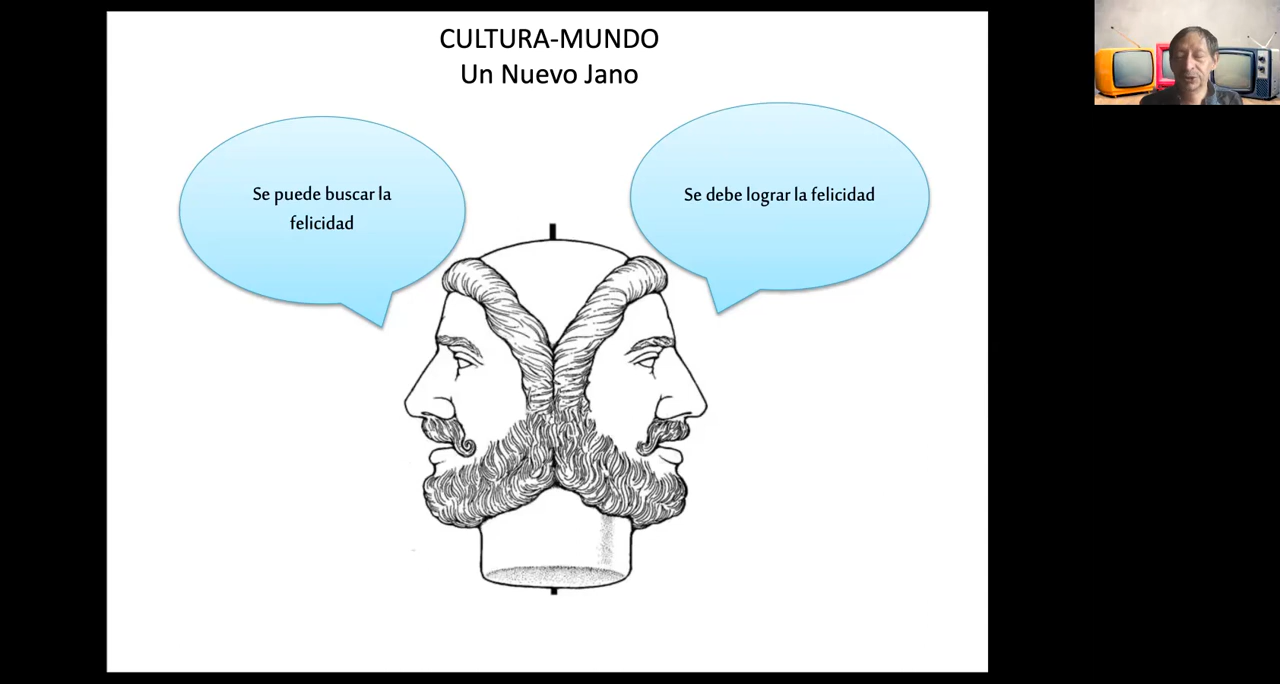 CULTURA-MUNDO
Un Nuevo Jano
Se puede buscar la
felicidad
Se debe lograr la felicidad